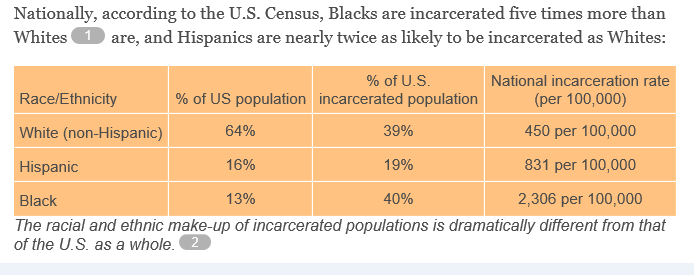 Nationally, according to the U.S. Census, Blacks are incarcerated five times more than
Whites 1 are, and Hispanics are nearly twice as likely to be incarcerated as Whites:
Race/Ethnicity % of US population % of U.S. incarcerated population National incarceration rate (per 100,000)
White (non-Hispanic) 64% 39% 450 per 100,000
Hispanic 16% 19% 831 per 100,000
Black 13% 40% 2,306 per 100,000
The racial and ethnic make-up of incarcerated populations is dramatically different from that
of the U.S. as a whole. 2